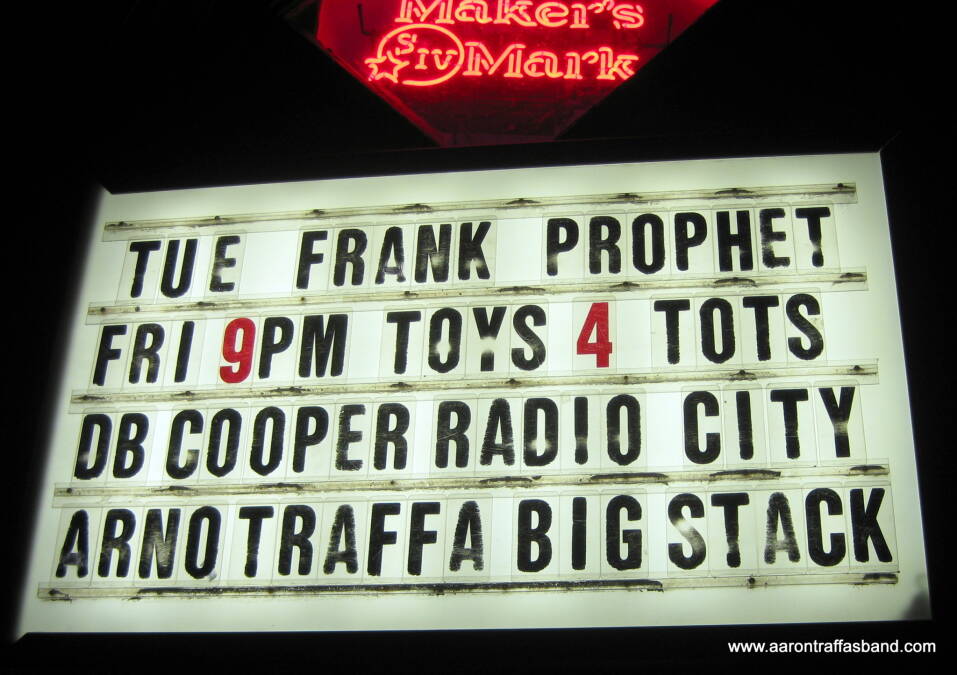 Maker's
SIV Mark
TUE FRANK PROPHET
FRI 9PM TOYS 4 TOTS
DB COOPER RADIO CITY
ARNO TRAFFA BIG STACK
www.aarontraffasband.com